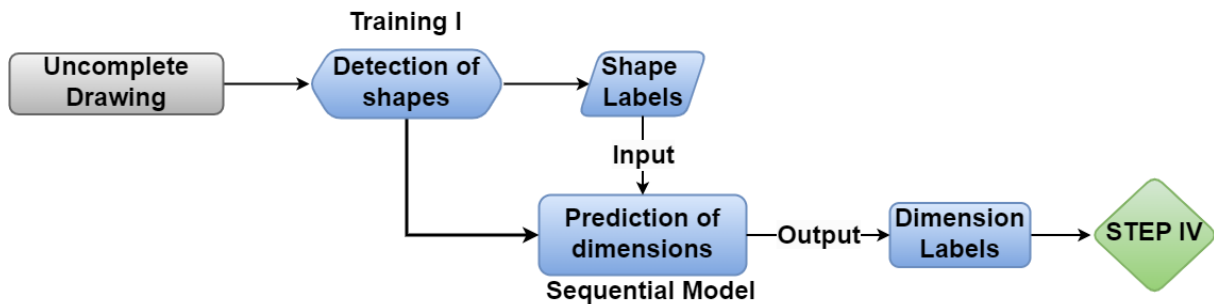 Training I
Uncomplete
Drawing
Detection of
shapes
Shape
Labels
Input
Prediction of
dimensions
Sequential Model
Output
Dimension
Labels
STEP IV